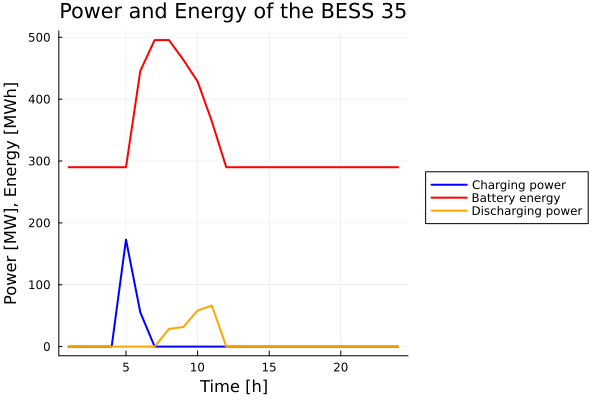 Power and Energy of the BESS 35
Power [MW], Energy [MWh]
500
400
300
200
100
0
5
10
15
20
Time [h]
Charging power
Battery energy
Discharging power